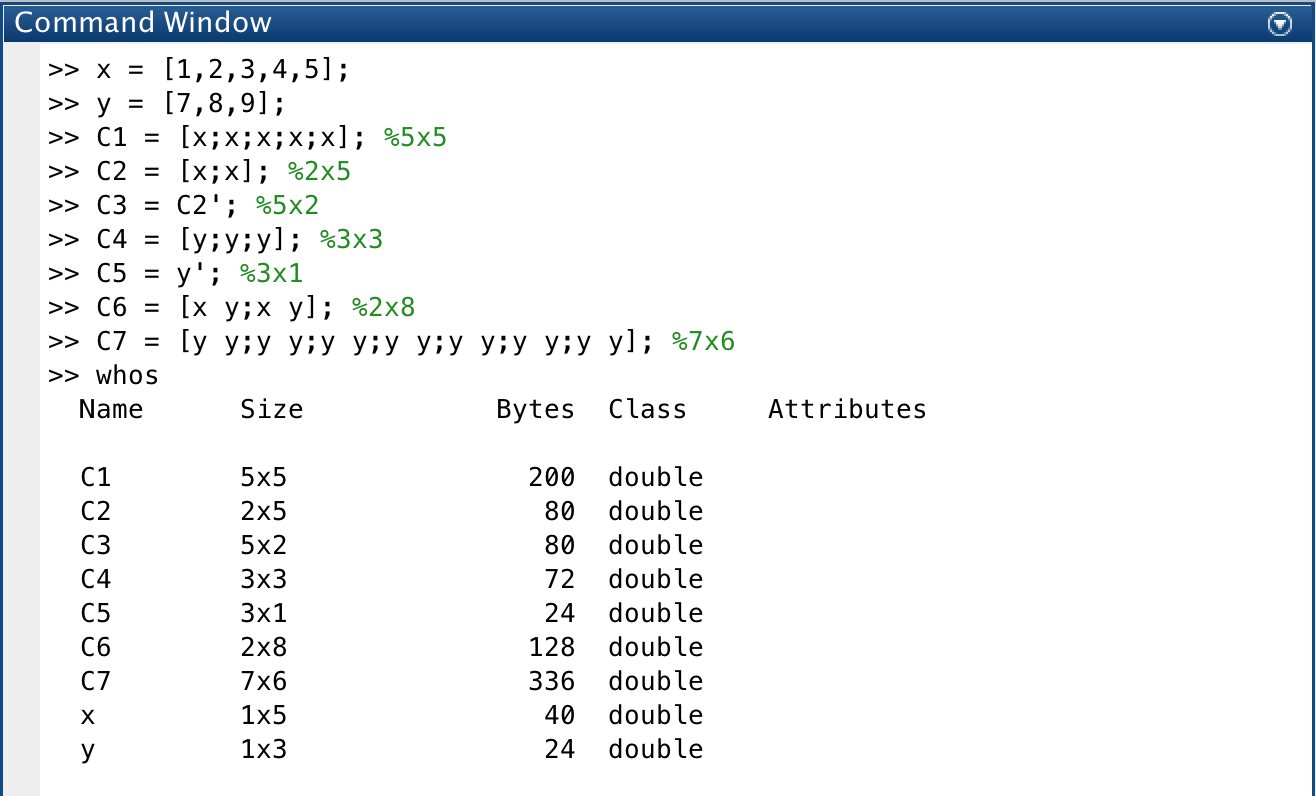 Command Window
>> x = [1,2,3,4,5];
>> y = [7,8,9];
>> C1 = [x;x;x;x;x]; %5x5
>> C2 = [x;x]; %2x5
>> C3 = C2'; %5x2
>> C4 = [y;y;y]; %3x3
>> C5 = y'; %3x1
>> C6 = [x y;x y]; %2x8
>> C7 = [y y;y y;y y;y y;y y;y y;y y]; %7x6
>> whos
  Name      Size            Bytes  Class     Attributes

  C1        5x5               200  double
  C2        2x5                80  double
  C3        5x2                80  double
  C4        3x3                72  double
  C5        3x1                24  double
  C6        2x8               128  double
  C7        7x6               336  double
  x         1x5                40  double
  y         1x3                24  double